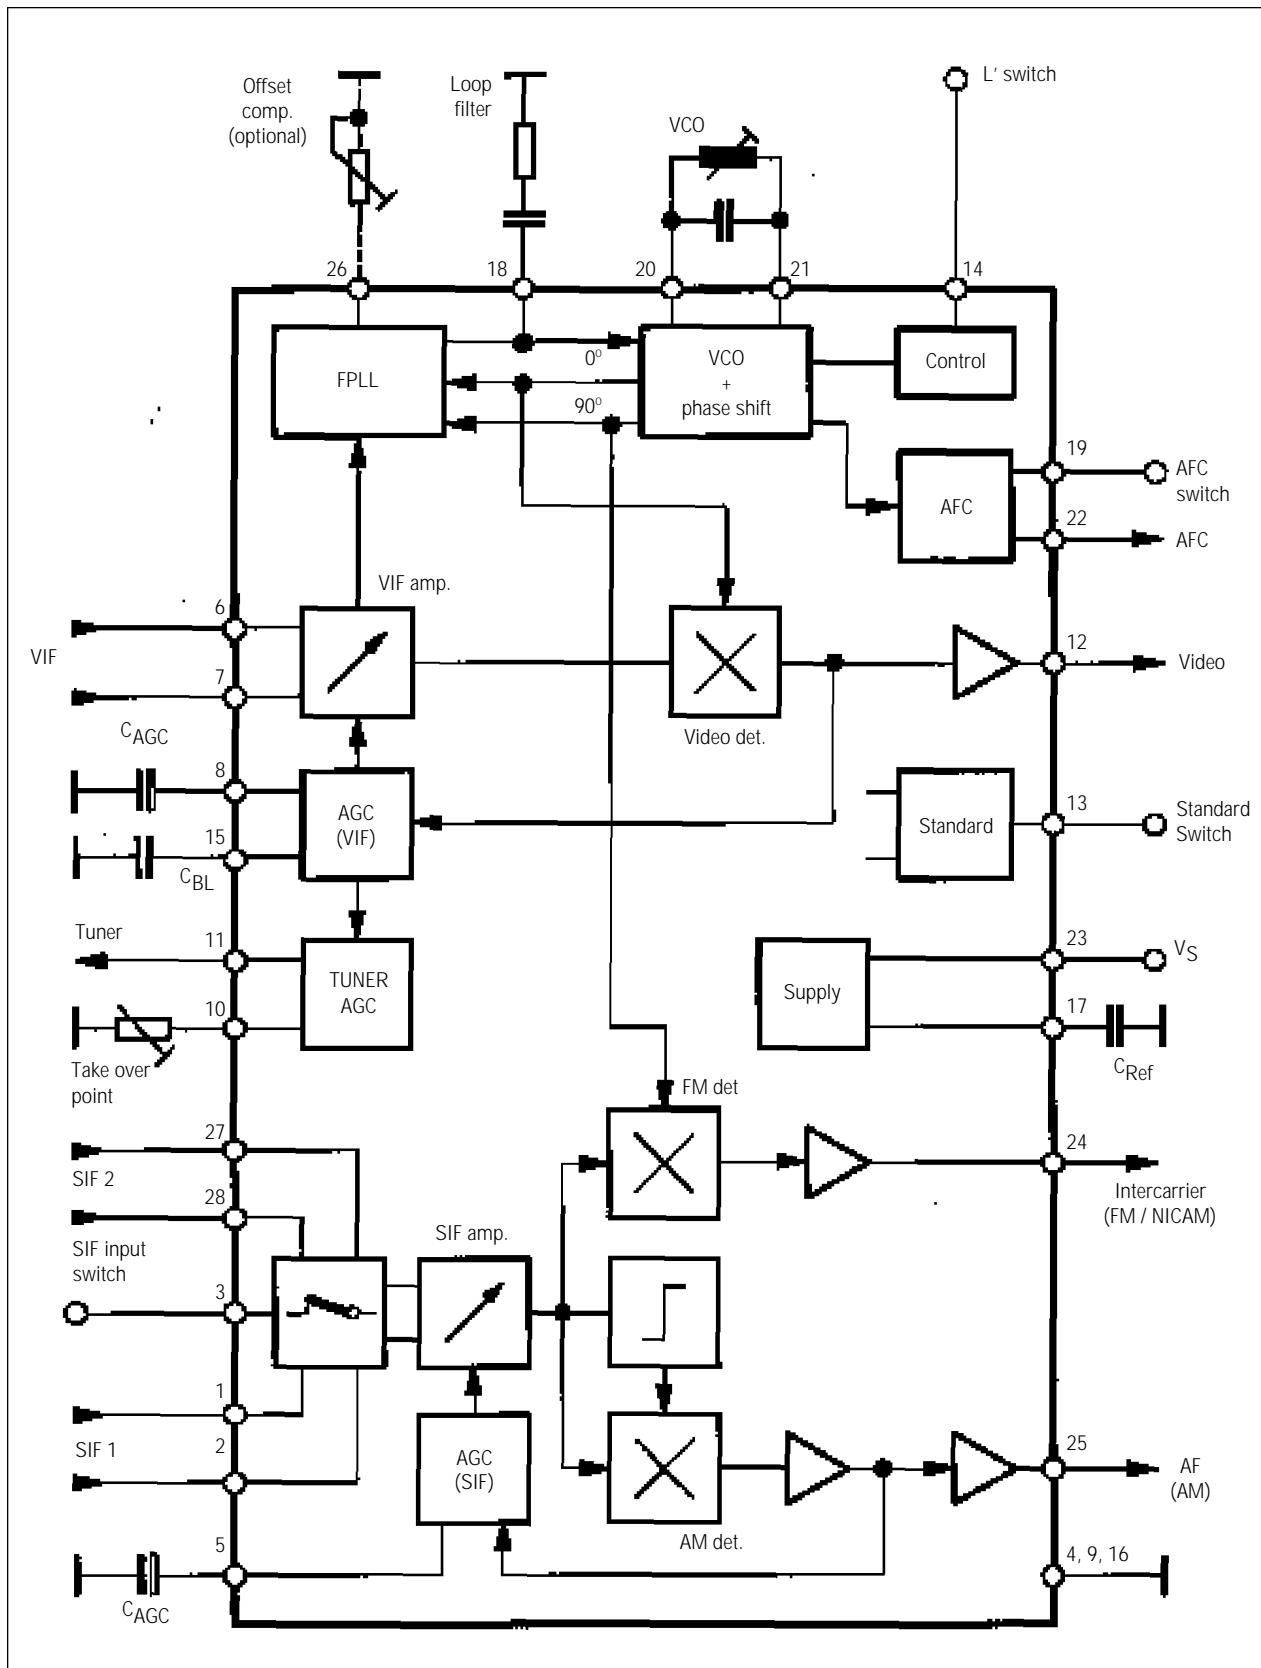 Offset
comp.
(optional)
Loop
filter
VCO
L' switch
26
18
20
21
14
FPLL
0°
90°
VCO
+
phase shift
Control
19
AFC
switch
AFC
22
AFC
VIF amp.
6
VIF
7
12
Video
Video det.
CAGC
8
AGC
(VIF)
15
CBL
Standard
13
Standard
Switch
Tuner
11
TUNER
AGC
10
Take over
point
Supply
23
VS
17
CRef
FM det
27
SIF 2
28
SIF input
switch
3
SIF amp.
24
Intercarrier
(FM / NICAM)
1
SIF 1
2
AGC
(SIF)
AM det.
25
AF
(AM)
5
CAGC
4, 9, 16